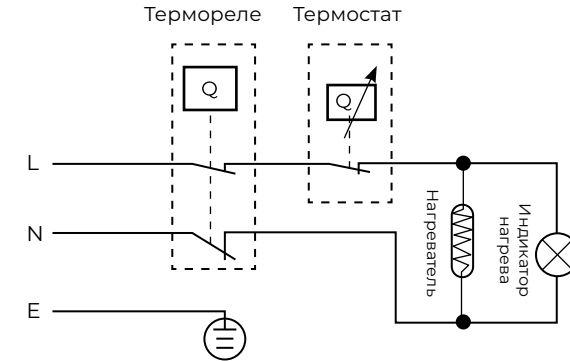 Термореле
Термостат
Q
Q
L
N
E
Нагреватель
Индикатор
нагрева